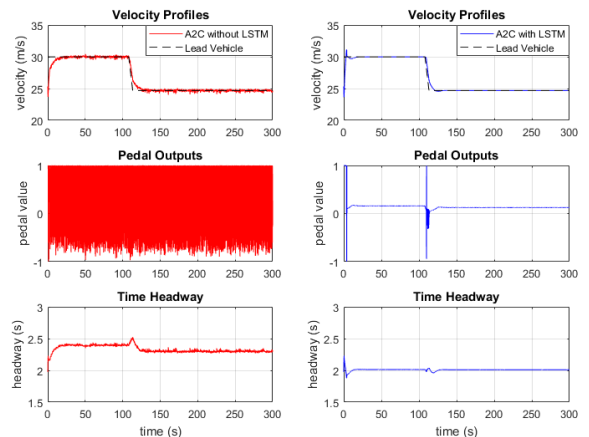 Velocity Profiles
velocity (m/s)
35
30
25
20
A2C without LSTM
Lead Vehicle
0 50 100 150 200 250 300
Velocity Profiles
velocity (m/s)
35
30
25
20
A2C with LSTM
Lead Vehicle
0 50 100 150 200 250 300
Pedal Outputs
pedal value
1
0
-1
0 50 100 150 200 250 300
Pedal Outputs
pedal value
1
0
-1
0 50 100 150 200 250 300
Time Headway
headway (s)
3
2.5
2
1.5
0 50 100 150 200 250 300
time (s)
Time Headway
headway (s)
3
2.5
2
1.5
0 50 100 150 200 250 300
time (s)